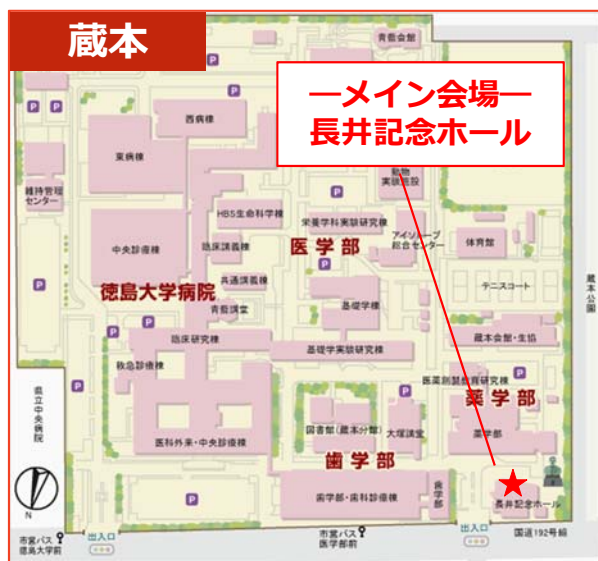 蔵本
青藍会館
―メイン会場―
長井記念ホール
西病棟
東病棟
動物
実験施設
維持管理
センター
HBS生命科学棟
栄養学科実験研究棟
中央診療棟
臨床講義棟
医学部
アイソトープ
総合センター
体育館
共通講義棟
テニスコート
徳島大学病院
青藍講堂
基礎学棟
蔵本公園
臨床研究棟
基礎学実験研究棟
蔵本会館・生協
救急診療棟
医薬創製教育研究棟
薬学部
県立中央病院
医科外来・中央診療棟
図書館(蔵本分館)
大塚講堂
薬学部
歯学部
歯学部・歯科診療棟
歯学部
長井記念ホール
N
市営バス
徳島大学前
出入口
市営バス
医学部前
出入口
国道192号線
P
P
P
P
P
P
P
P
P
P
P
P